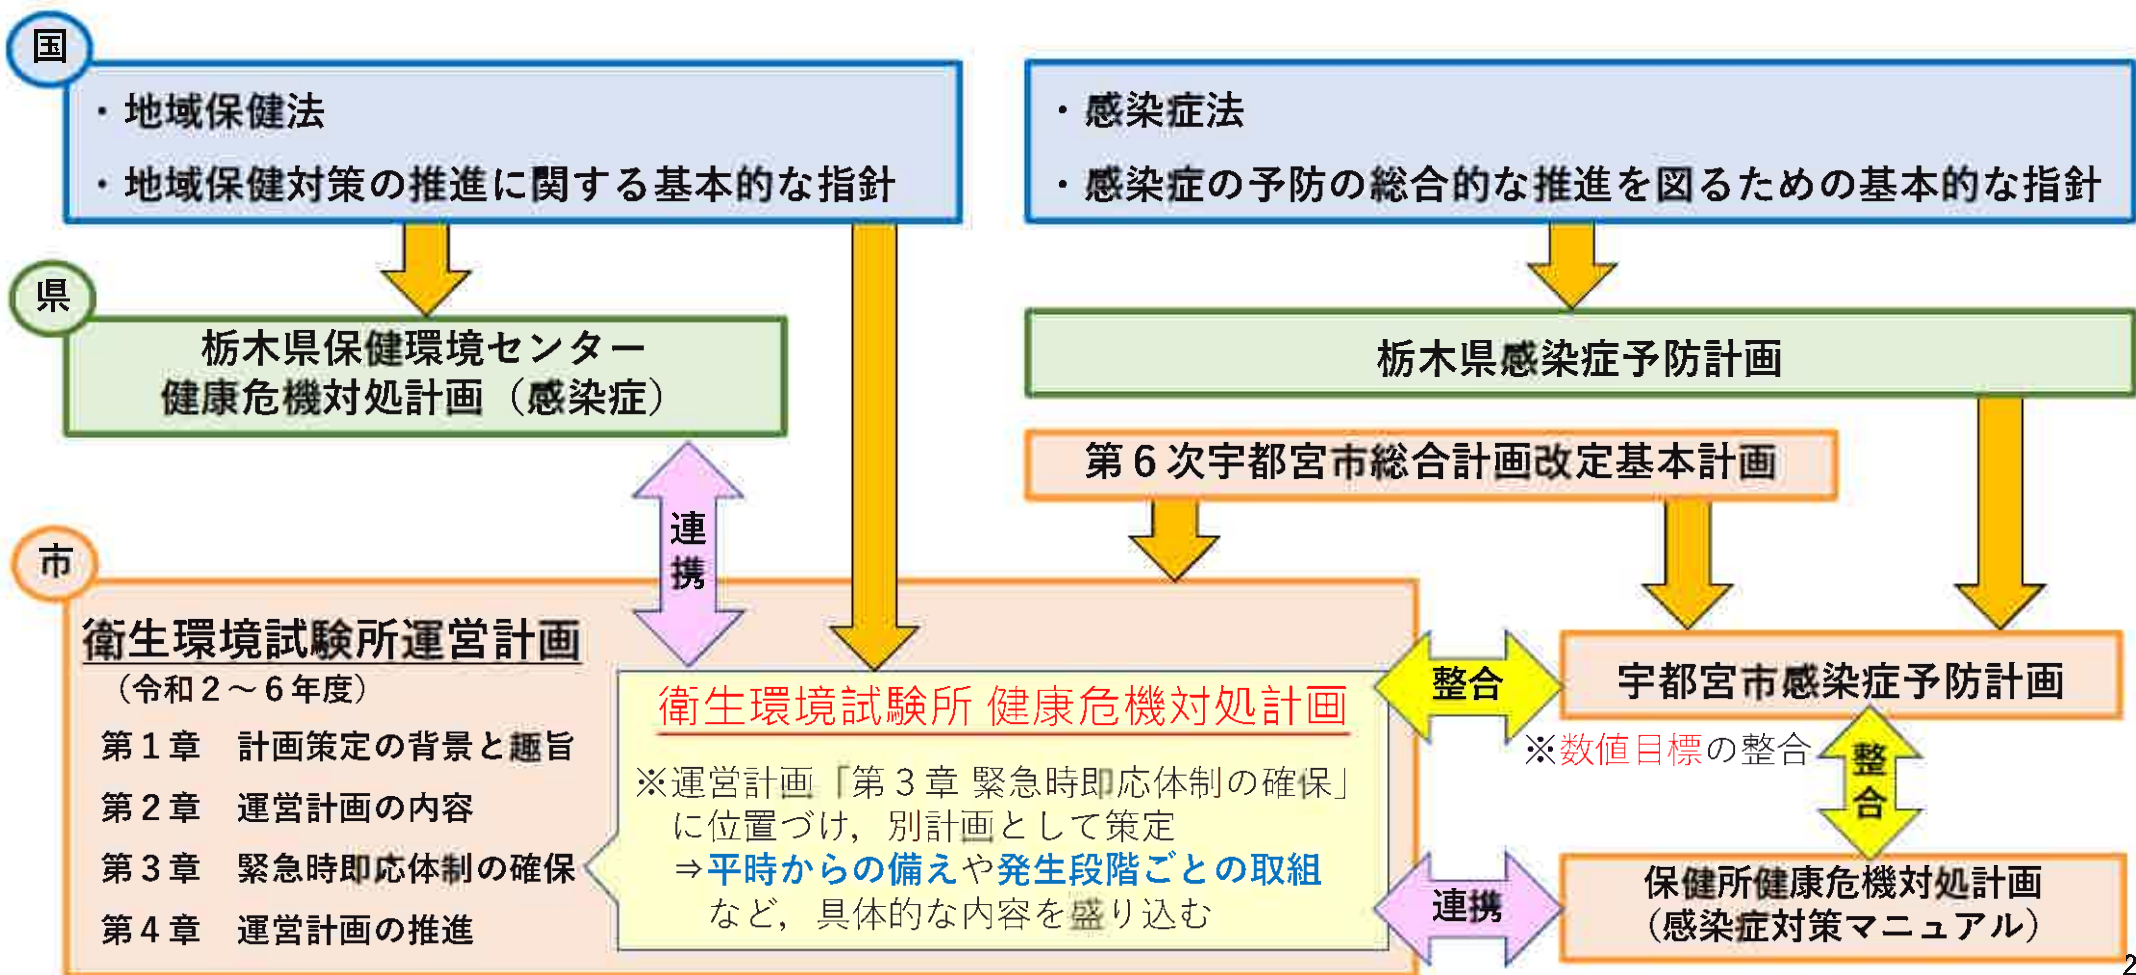 国
・地域保健法
・地域保健対策の推進に関する基本的な指針
・感染症法
・感染症の予防の総合的な推進を図るための基本的な指針
県
栃木県保健環境センター
健康危機対処計画（感染症）
栃木県感染症予防計画
第６次宇都宮市総合計画改定基本計画
連携
市
衛生環境試験所運営計画
（令和２～６年度）
第１章　計画策定の背景と趣旨
第２章　運営計画の内容
第３章　緊急時即応体制の確保
第４章　運営計画の推進
衛生環境試験所 健康危機対処計画
※運営計画「第３章 緊急時即応体制の確保」
に位置づけ，別計画として策定
⇒平時からの備えや発生段階ごとの取組
など，具体的な内容を盛り込む
整合
宇都宮市感染症予防計画
※数値目標の整合
整合
連携
保健所健康危機対処計画
（感染症対策マニュアル）
2